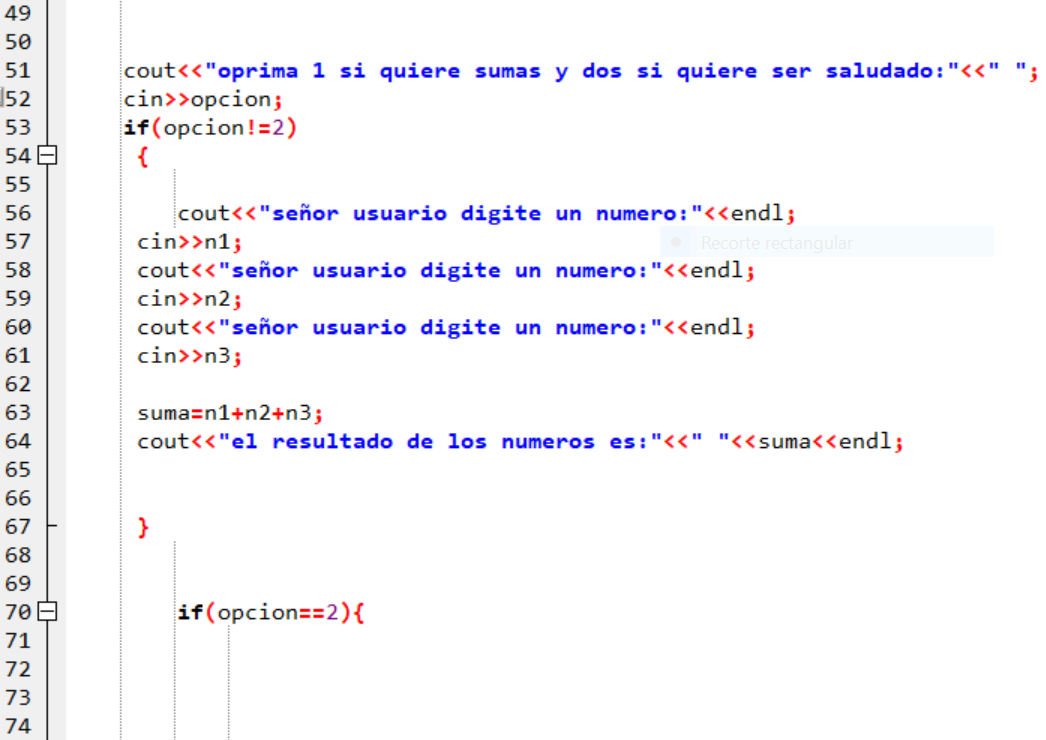 49
50
51 cout<<"oprima 1 si quiere sumas y dos si quiere ser saludado:"<<" ";
52 cin>>opcion;
53 if(opcion!=2)
54 {
55
56 cout<<"señor usuario digite un numero:"<<endl;
57 cin>>n1;
Recorte rectangular
58 cout<<"señor usuario digite un numero:"<<endl;
59 cin>>n2;
60 cout<<"señor usuario digite un numero:"<<endl;
61 cin>>n3;
62
63 suma=n1+n2+n3;
64 cout<<"el resultado de los numeros es:"<<" "<<suma<<endl;
65
66
67 }
68
69
70 if(opcion==2){
71
72
73
74